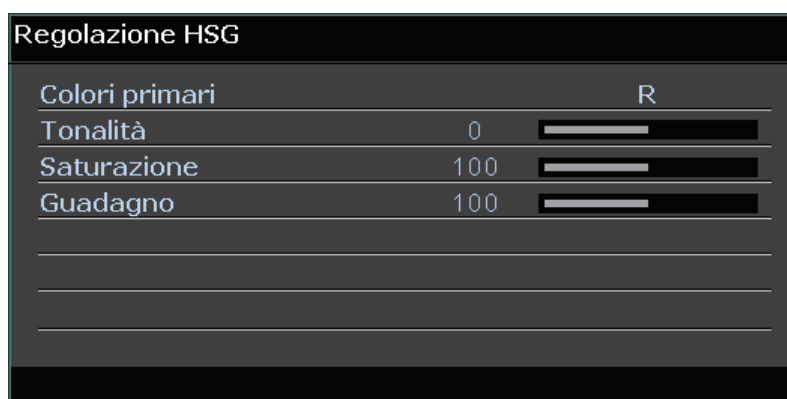 Regolazione HSG
Colori primari R
Tonalità 0
Saturazione 100
Guadagno 100